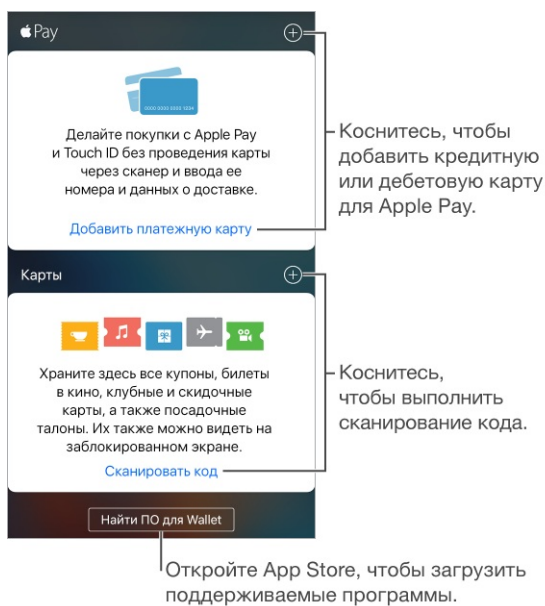 Pay
Делайте покупки с Apple Pay
и Touch ID без проведения карты
через сканер и ввода ее
номера и данных о доставке.
Добавить платежную карту
Коснитесь, чтобы
добавить кредитную
или дебетовую карту
для Apple Pay.
Карты
Храните здесь все купоны, билеты
в кино, клубные и скидочные
карты, а также посадочные
талоны. Их также можно видеть на
заблокированном экране.
Сканировать код
Коснитесь,
чтобы выполнить
сканирование кода.
Найти ПО для Wallet
Откройте App Store, чтобы загрузить
поддерживаемые программы.